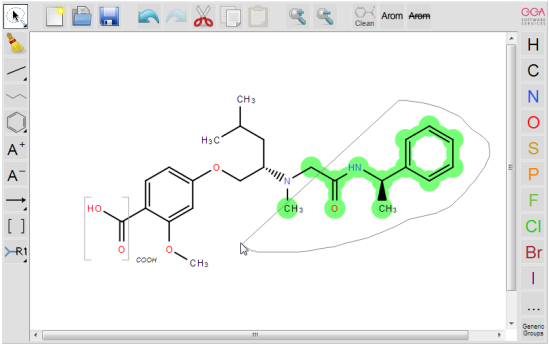 Clean Arom Arom
GGA
SOFTWARE
SERVICES
A+
A−
[ ]
R1
H
C
N
O
S
P
F
Cl
Br
I
...
Generic
Groups
CH3
H3C
O
HN
N
CH3
O
CH3
HO
O
COOH
O
CH3